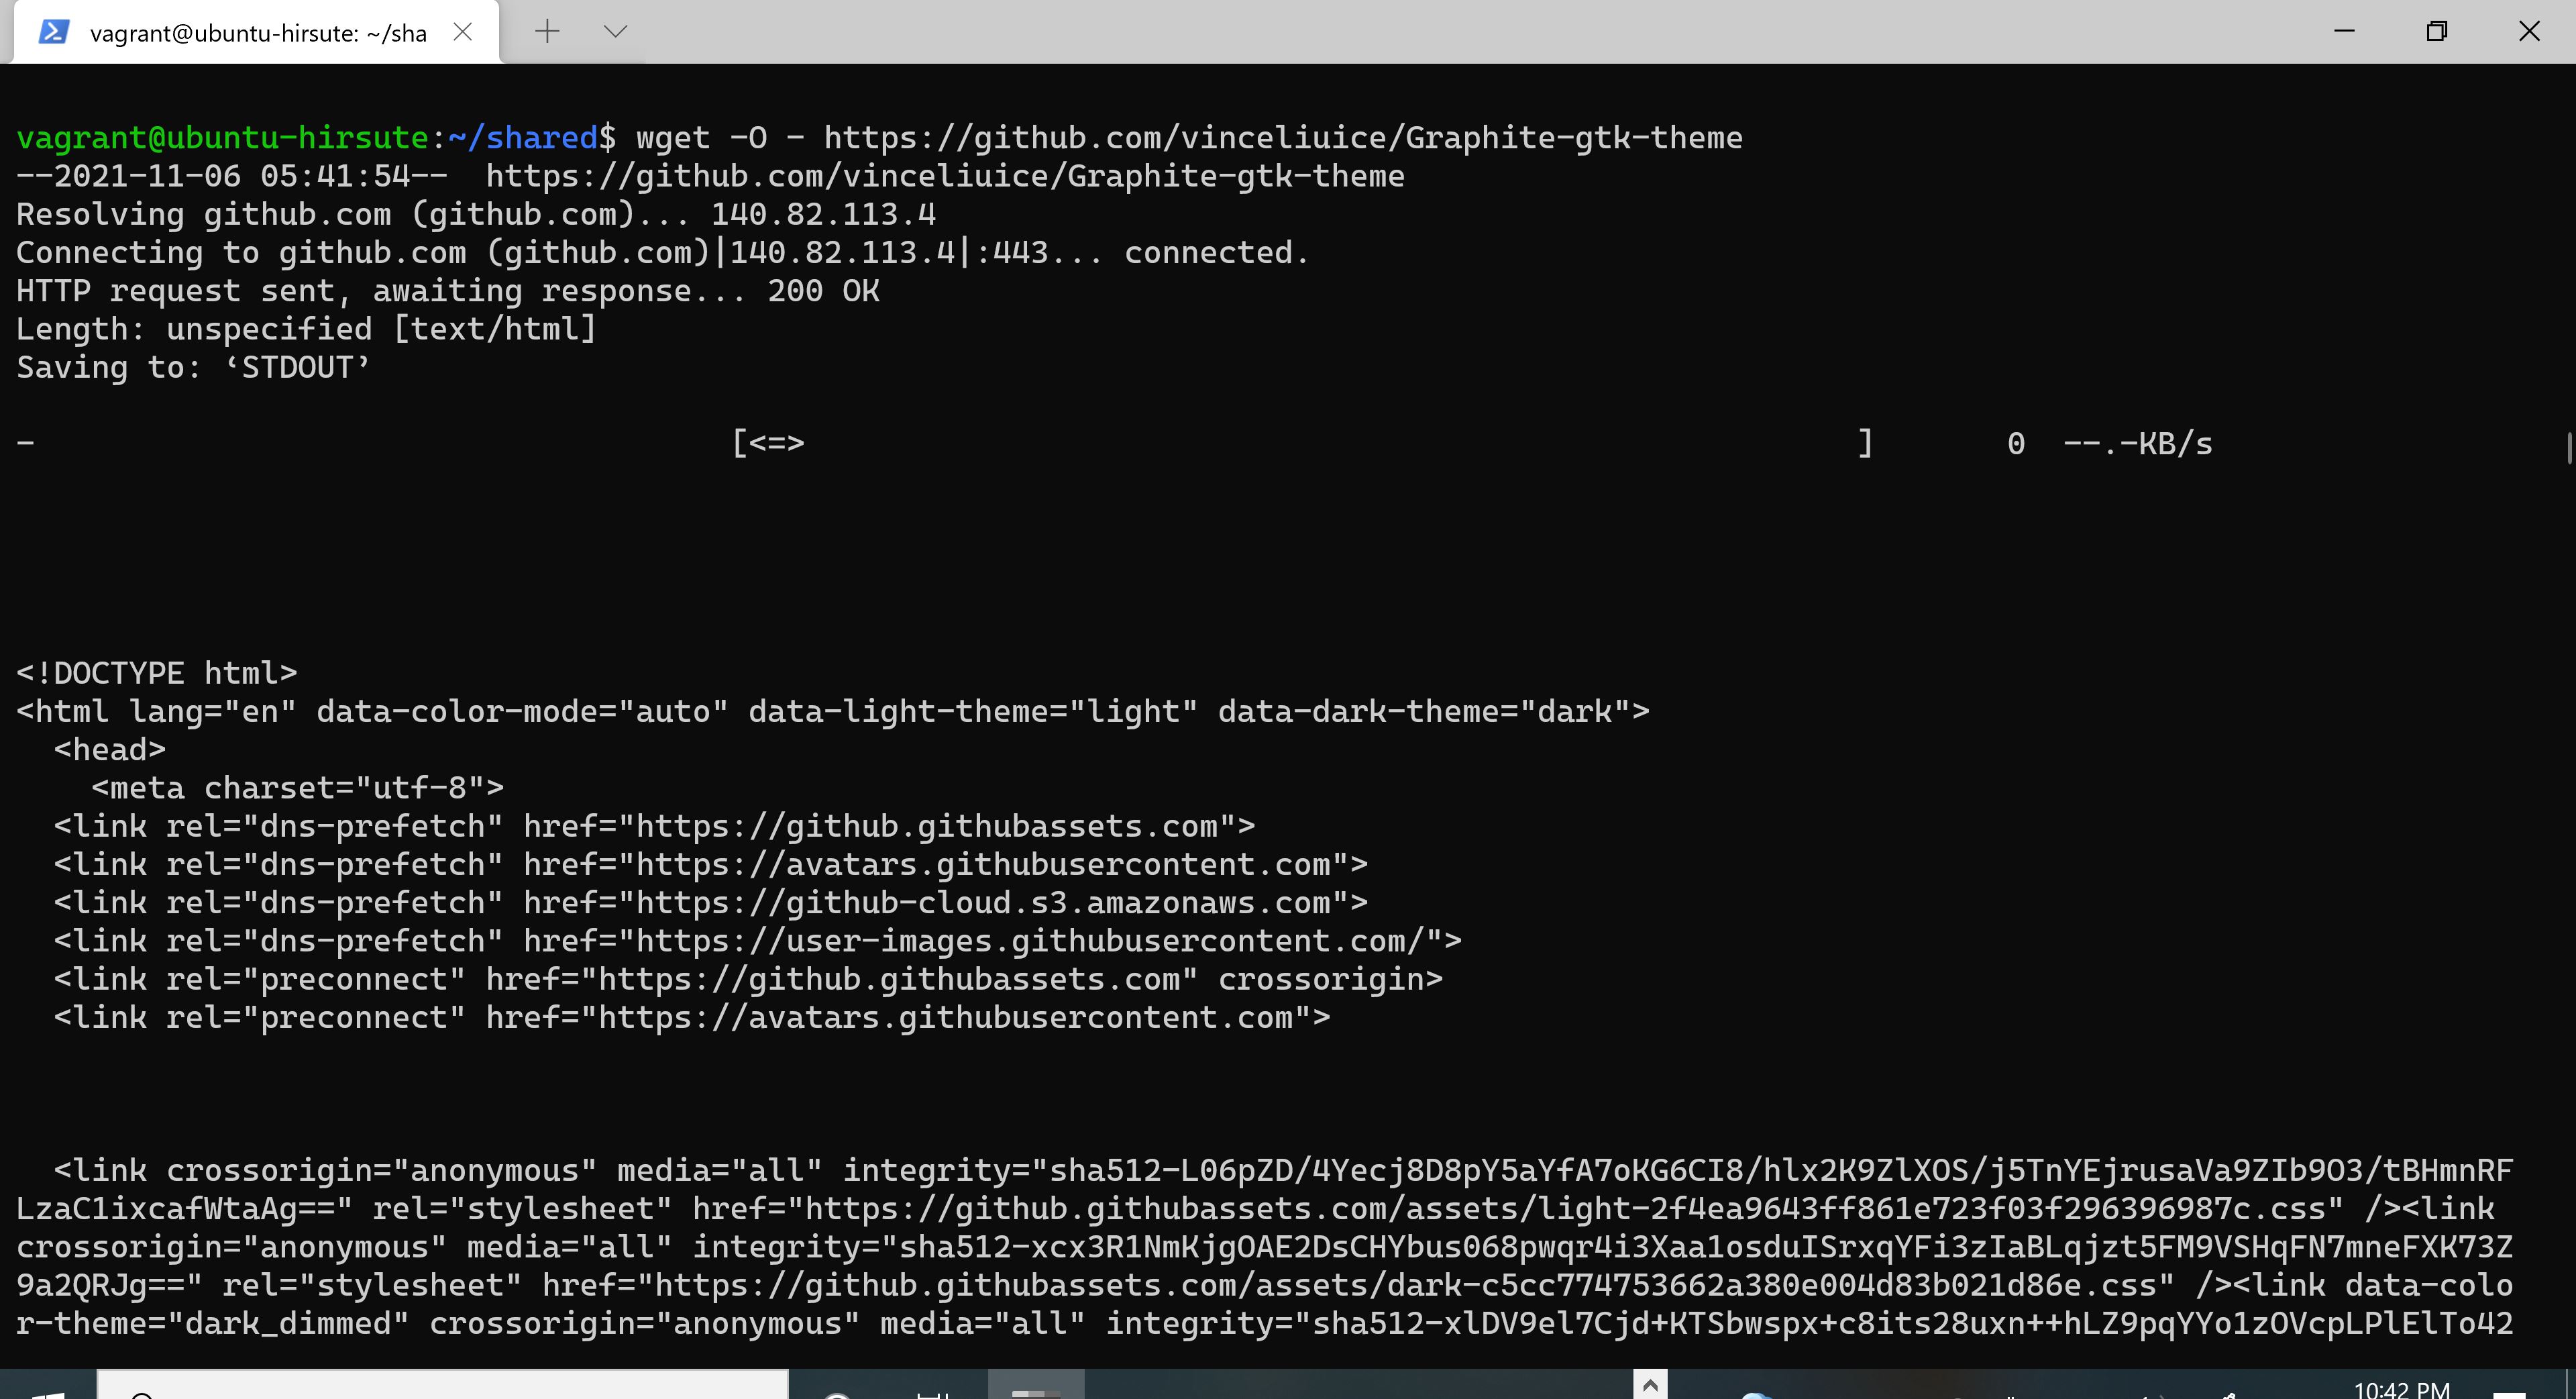 vagrant@ubuntu-hirsute: ~/sha
vagrant@ubuntu-hirsute:~/shared$ wget -O - https://github.com/vinceliuice/Graphite-gtk-theme
--2021-11-06 05:41:54--  https://github.com/vinceliuice/Graphite-gtk-theme
Resolving github.com (github.com)... 140.82.113.4
Connecting to github.com (github.com)|140.82.113.4|:443... connected.
HTTP request sent, awaiting response... 200 OK
Length: unspecified [text/html]
Saving to: ‘STDOUT’
- [<=> ] 0 --.-KB/s
<!DOCTYPE html>
<html lang="en" data-color-mode="auto" data-light-theme="light" data-dark-theme="dark">
<head>
<meta charset="utf-8">
<link rel="dns-prefetch" href="https://github.githubassets.com">
<link rel="dns-prefetch" href="https://avatars.githubusercontent.com">
<link rel="dns-prefetch" href="https://github-cloud.s3.amazonaws.com">
<link rel="dns-prefetch" href="https://user-images.githubusercontent.com/">
<link rel="preconnect" href="https://github.githubassets.com" crossorigin>
<link rel="preconnect" href="https://avatars.githubusercontent.com">
<link crossorigin="anonymous" media="all" integrity="sha512-L06pZD/4Yecj8D8pY5aYfA7oKG6CI8/hlx2K9ZlXOS/j5TnYEjrusaVa9ZIb9O3/tBHmnRF
LzaC1ixcafWtaAg==" rel="stylesheet" href="https://github.githubassets.com/assets/light-2f4ea9643ff861e723f03f296396987c.css" /><link
crossorigin="anonymous" media="all" integrity="sha512-xcx3R1NmKjgOAE2DsCHYbus068pwqr4i3Xaa1osduISrxqYFi3zIaBLqjzt5FM9VSHqFN7mneFXK73Z
9a2QRJg==" rel="stylesheet" href="https://github.githubassets.com/assets/dark-c5cc774753662a380e004d83b021d86e.css" /><link data-colo
r-theme="dark_dimmed" crossorigin="anonymous" media="all" integrity="sha512-xlDV9el7Cjd+KTSbwspx+c8its28uxn++hLZ9pqYYo1zOVcpLPlElTo42
10:42 PM